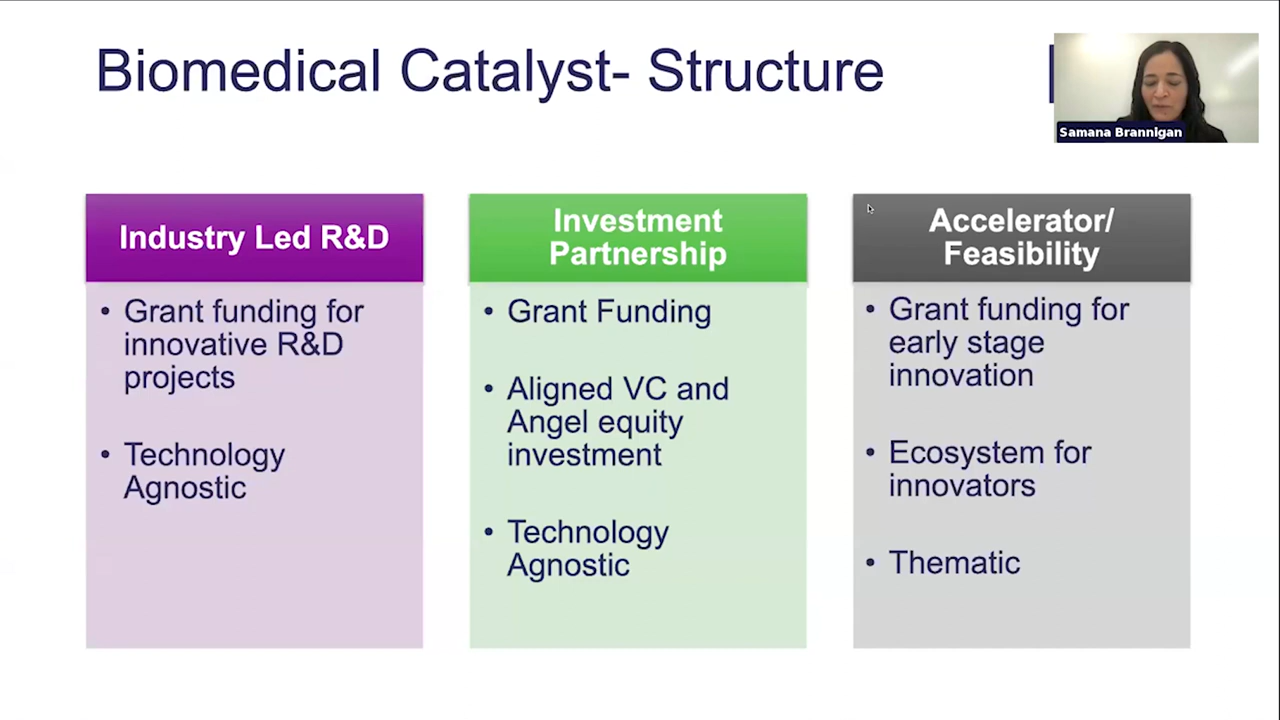 Biomedical Catalyst- Structure
Samana Brannigan
Industry Led R&D
• Grant funding for
innovative R&D
projects
• Technology
Agnostic
Investment
Partnership
• Grant Funding
• Aligned VC and
Angel equity
investment
• Technology
Agnostic
Accelerator/
Feasibility
• Grant funding for
early stage
innovation
• Ecosystem for
innovators
• Thematic